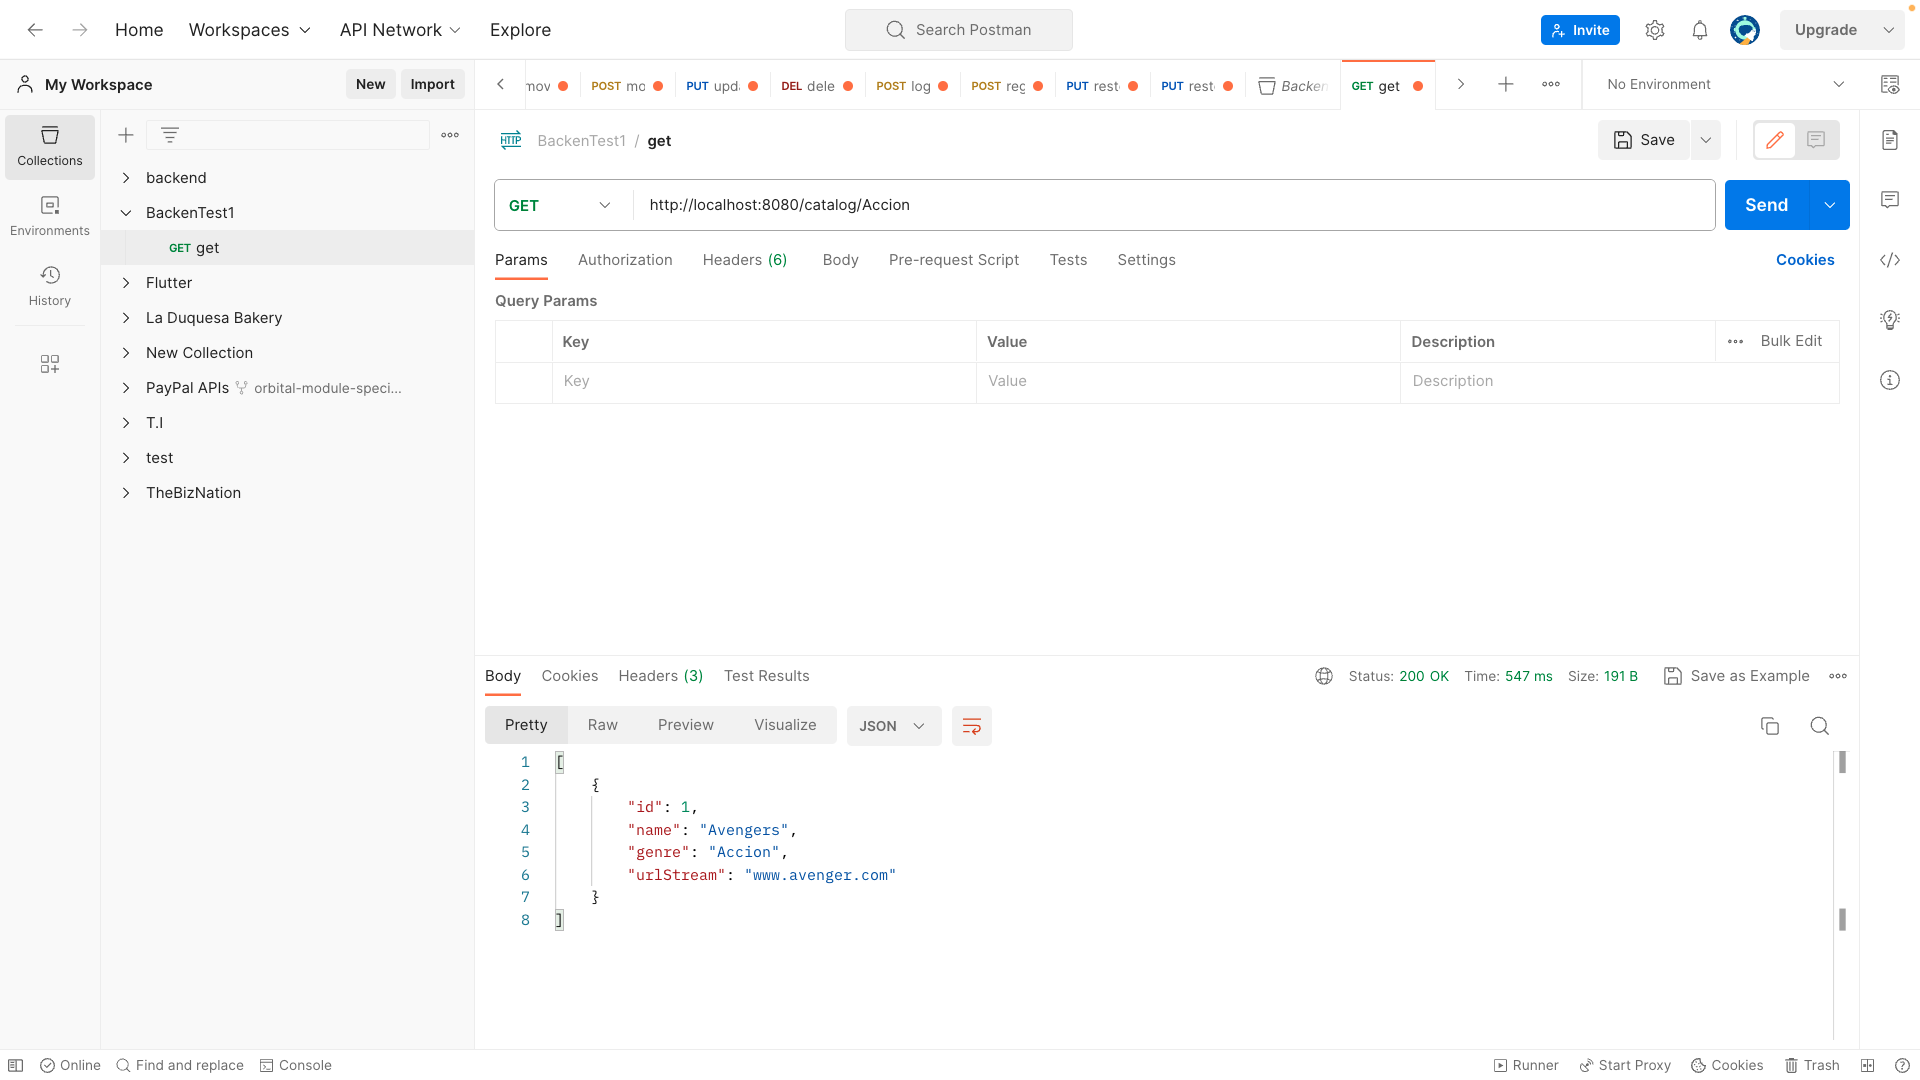 Home Workspaces API Network Explore Search Postman Invite Upgrade
My Workspace New Import mov POST mo PUT upd DEL dele POST log POST reg PUT rest PUT rest Backen GET get No Environment
Collections
Environments
History
backend
BackenTest1
GET get
Flutter
La Duquesa Bakery
New Collection
PayPal APIs orbital-module-speci...
T.I
test
TheBizNation
HTTP BackenTest1 / get Save
GET http://localhost:8080/catalog/Accion Send
Params Authorization Headers (6) Body Pre-request Script Tests Settings Cookies
Query Params
Key Value Description Bulk Edit
Key Value Description
Body Cookies Headers (3) Test Results Status: 200 OK Time: 547 ms Size: 191 B Save as Example
Pretty Raw Preview Visualize JSON
1 [
2 {
3 "id": 1,
4 "name": "Avengers",
5 "genre": "Accion",
6 "urlStream": "www.avenger.com"
7 }
8 ]
Online Find and replace Console Runner Start Proxy Cookies Trash